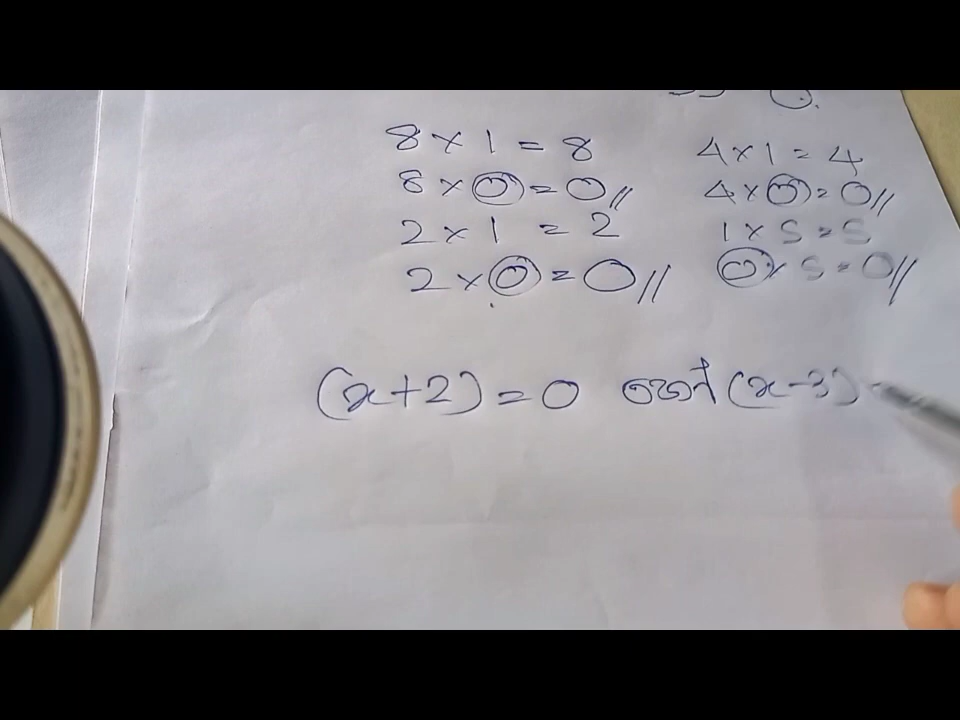 8 × 1 = 8 4 × 1 = 4
8 × 0 = 0// 4 × 0 = 0//
2 × 1 = 2 1 × 5 = 5
2 × 0 = 0// 0 × 5 = 0//
(x+2) = 0 හෝ (x-3)